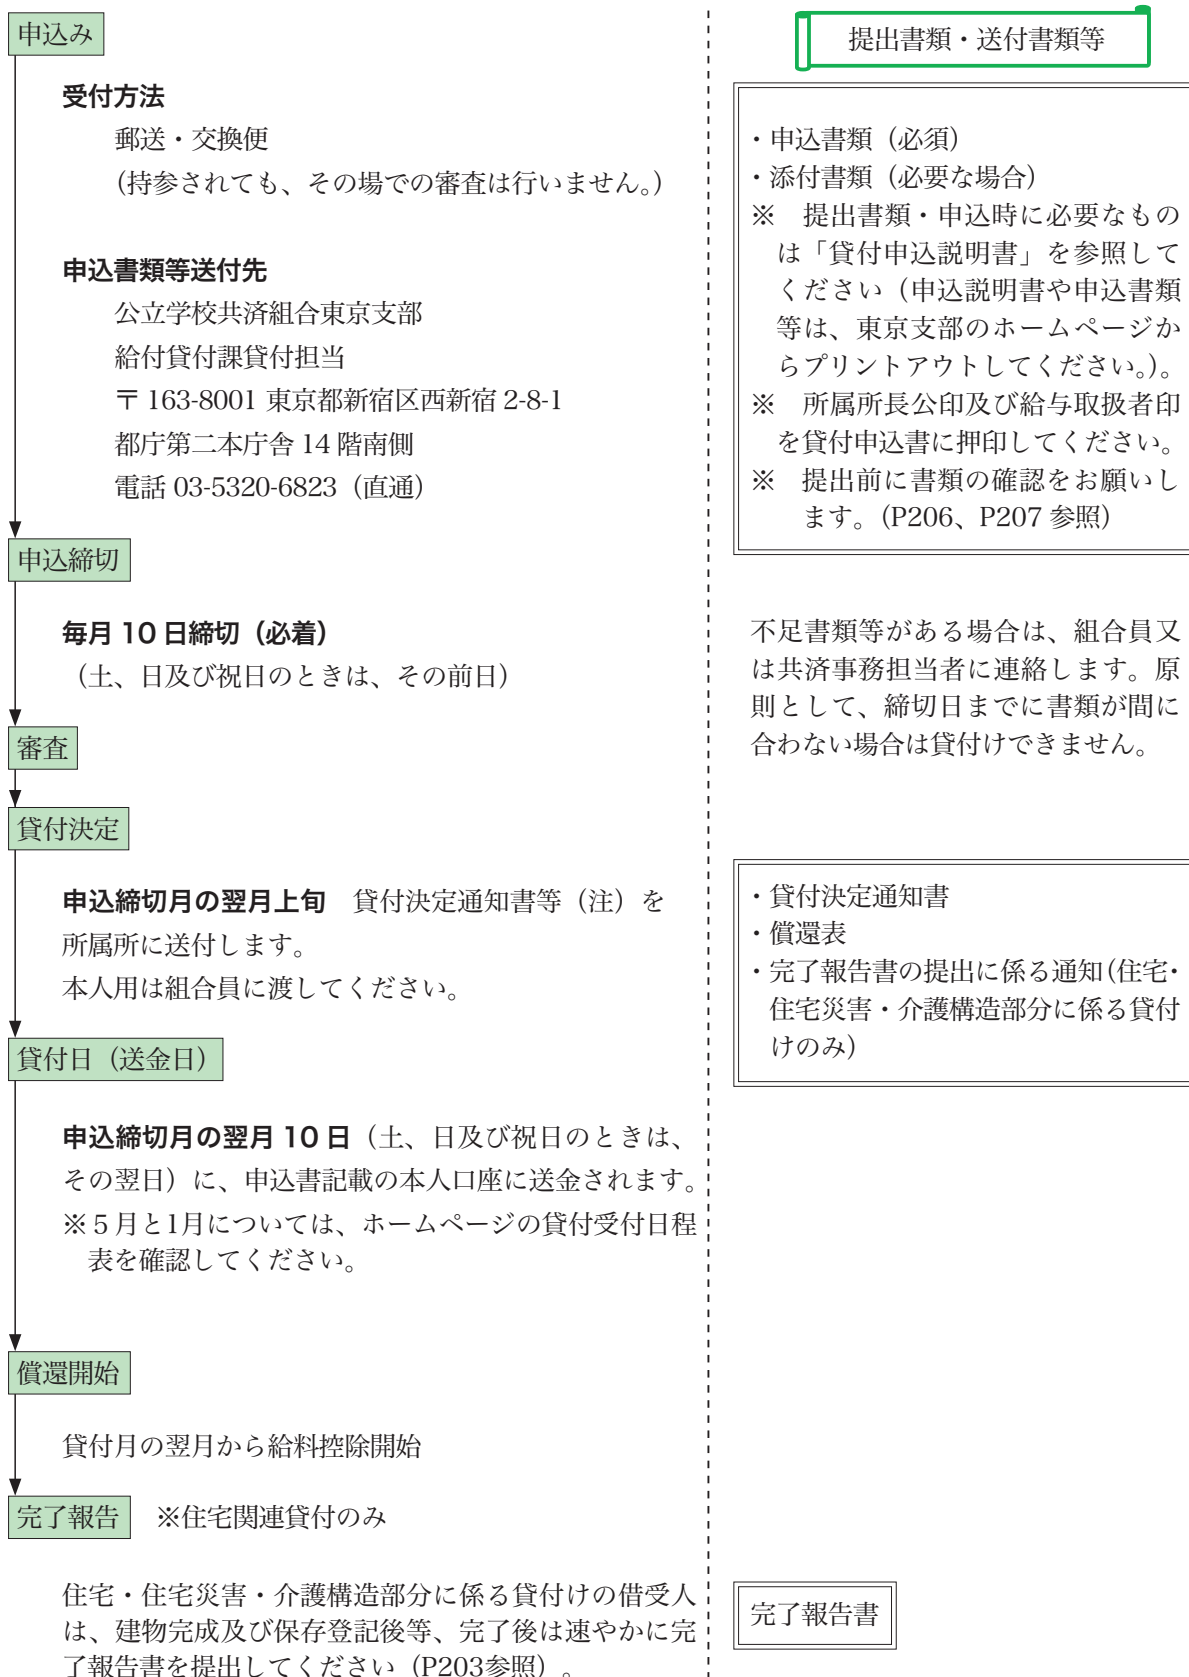 申込み
受付方法
郵送・交換便
（持参されても、その場での審査は行いません。）
申込書類等送付先
公立学校共済組合東京支部
給付貸付課貸付担当
〒 163-8001 東京都新宿区西新宿 2-8-1
都庁第二本庁舎 14 階南側
電話 03-5320-6823（直通）
申込締切
毎月 10 日締切（必着）
（土、日及び祝日のときは、その前日）
審査
貸付決定
申込締切月の翌月上旬　貸付決定通知書等（注）を
所属所に送付します。
本人用は組合員に渡してください。
貸付日（送金日）
申込締切月の翌月 10 日（土、日及び祝日のときは、
その翌日）に、申込書記載の本人口座に送金されます。
※５月と1月については、ホームページの貸付受付日程
表を確認してください。
償還開始
貸付月の翌月から給料控除開始
完了報告　※住宅関連貸付のみ
住宅・住宅災害・介護構造部分に係る貸付けの借受人
は、建物完成及び保存登記後等、完了後は速やかに完
了報告書を提出してください（P203参照）。
提出書類・送付書類等
・申込書類（必須）
・添付書類（必要な場合）
※　提出書類・申込時に必要なもの
は「貸付申込説明書」を参照して
ください（申込説明書や申込書類
等は、東京支部のホームページか
らプリントアウトしてください。）。
※　所属所長公印及び給与取扱者印
を貸付申込書に押印してください。
※　提出前に書類の確認をお願いし
ます。（P206、P207 参照）
不足書類等がある場合は、組合員又
は共済事務担当者に連絡します。原
則として、締切日までに書類が間に
合わない場合は貸付けできません。
・貸付決定通知書
・償還表
・完了報告書の提出に係る通知（住宅・
住宅災害・介護構造部分に係る貸付
けのみ）
完了報告書